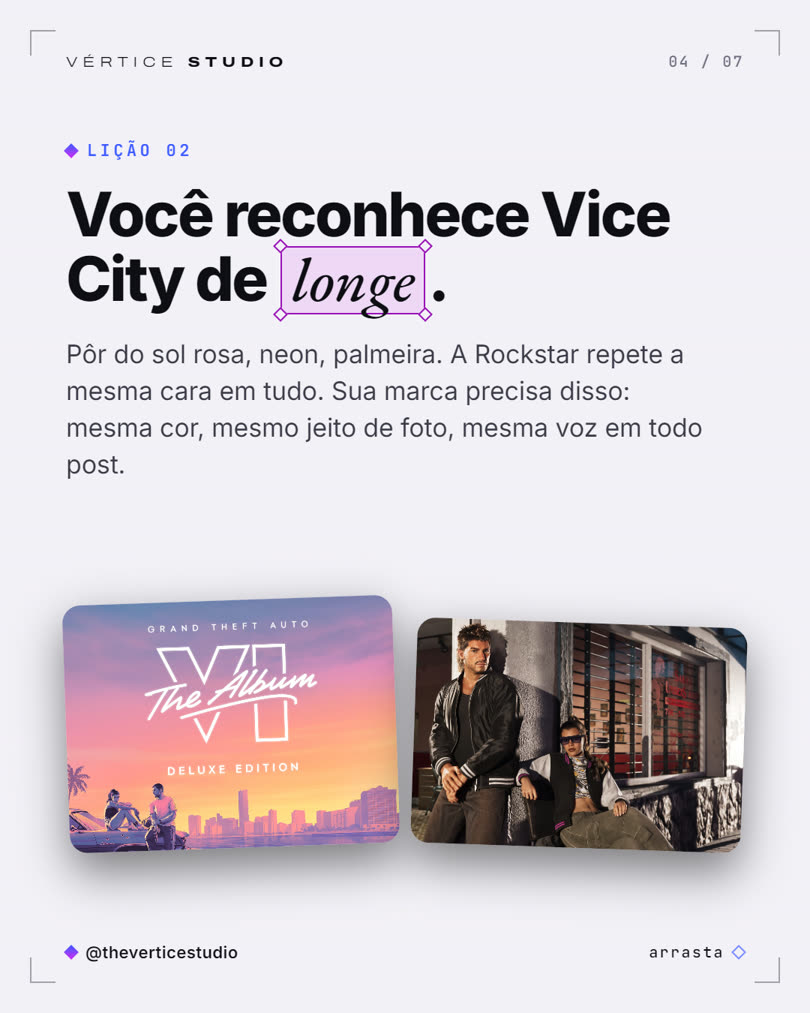 VÉRTICE STUDIO
04 / 07
LIÇÃO 02
Você reconhece Vice
City de longe.
Pôr do sol rosa, neon, palmeira. A Rockstar repete a
mesma cara em tudo. Sua marca precisa disso:
mesma cor, mesmo jeito de foto, mesma voz em todo
post.
GRAND THEFT AUTO
VI
The Album
DELUXE EDITION
@theverticestudio
arrasta